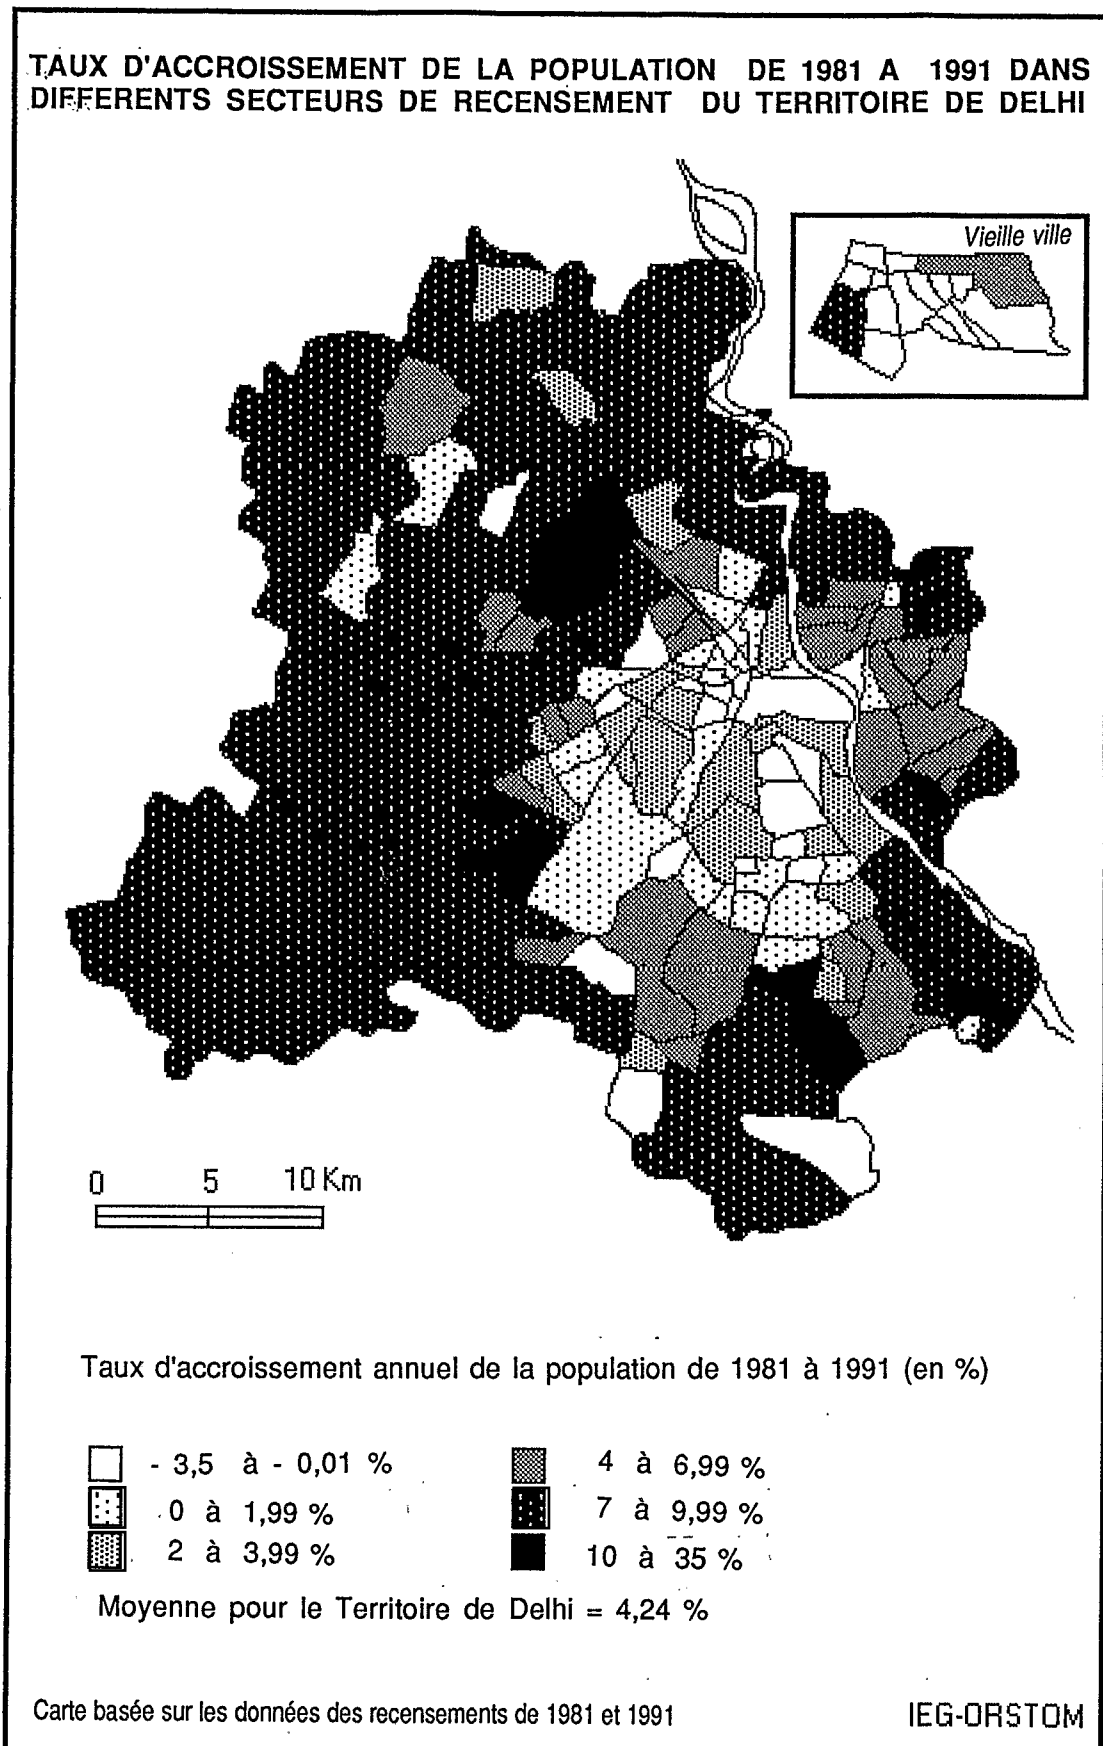 TAUX D'ACCROISSEMENT DE LA POPULATION DE 1981 A 1991 DANS
DIFFERENTS SECTEURS DE RECENSEMENT DU TERRITOIRE DE DELHI
Vieille ville
0 5 10 Km
Taux d'accroissement annuel de la population de 1981 à 1991 (en %)
- 3,5 à - 0,01 %
0 à 1,99 %
2 à 3,99 %
4 à 6,99 %
7 à 9,99 %
10 à 35 %
Moyenne pour le Territoire de Delhi = 4,24 %
Carte basée sur les données des recensements de 1981 et 1991
IEG-ORSTOM